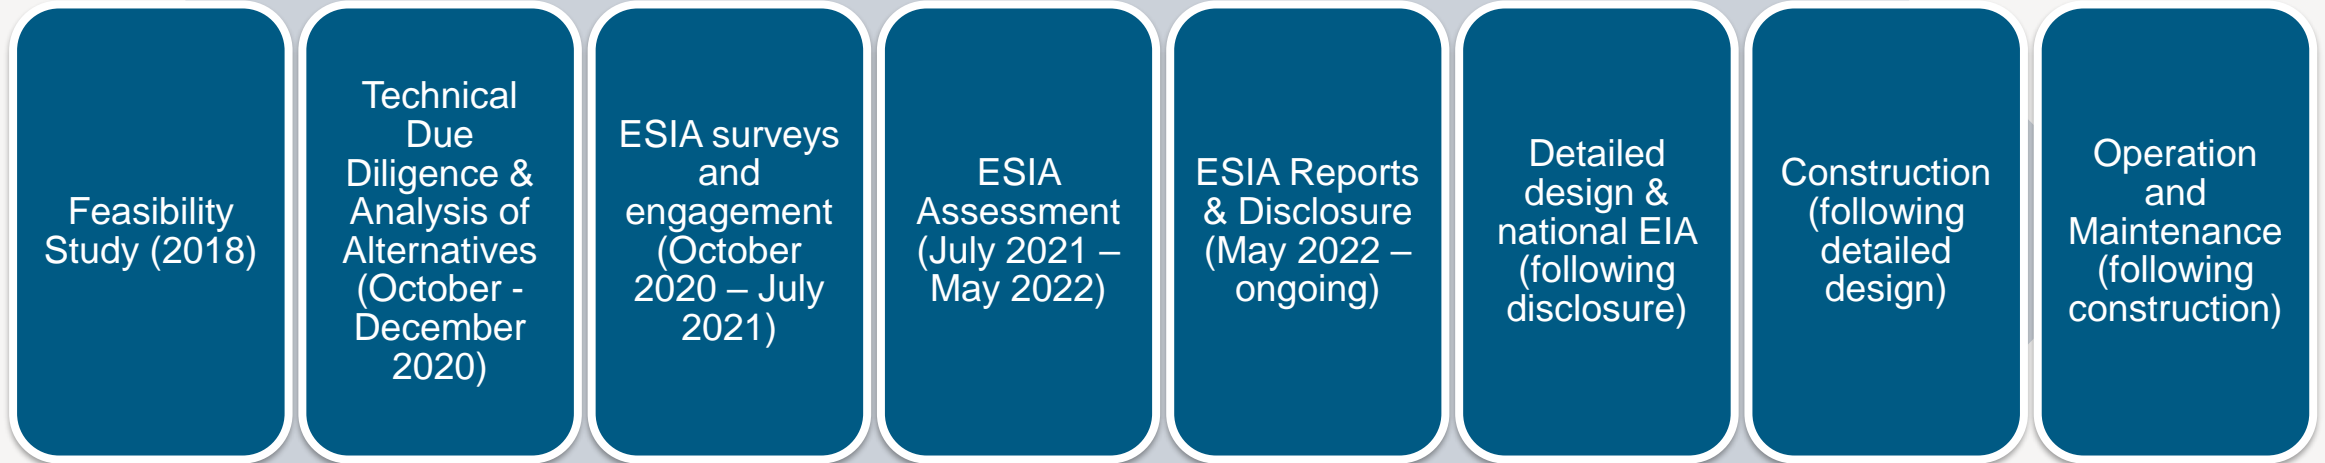 Feasibility
Study (2018)
Technical
Due
Diligence &
Analysis of
Alternatives
(October -
December
2020)
ESIA surveys
and
engagement
(October
2020 – July
2021)
ESIA
Assessment
(July 2021 –
May 2022)
ESIA Reports
& Disclosure
(May 2022 –
ongoing)
Detailed
design &
national EIA
(following
disclosure)
Construction
(following
detailed
design)
Operation
and
Maintenance
(following
construction)